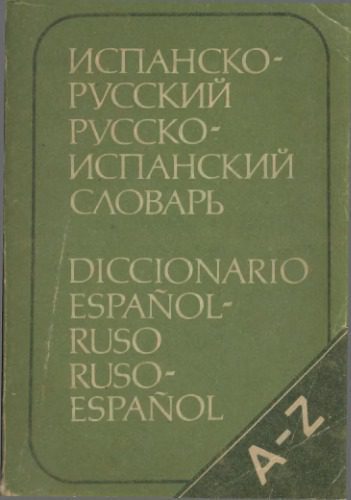 ИСПАНСКО-
РУССКИЙ
РУССКО-
ИСПАНСКИЙ
СЛОВАРЬ
DICCIONARIO
ESPAÑOL-
RUSO
RUSO-
ESPAÑOL
A-Z